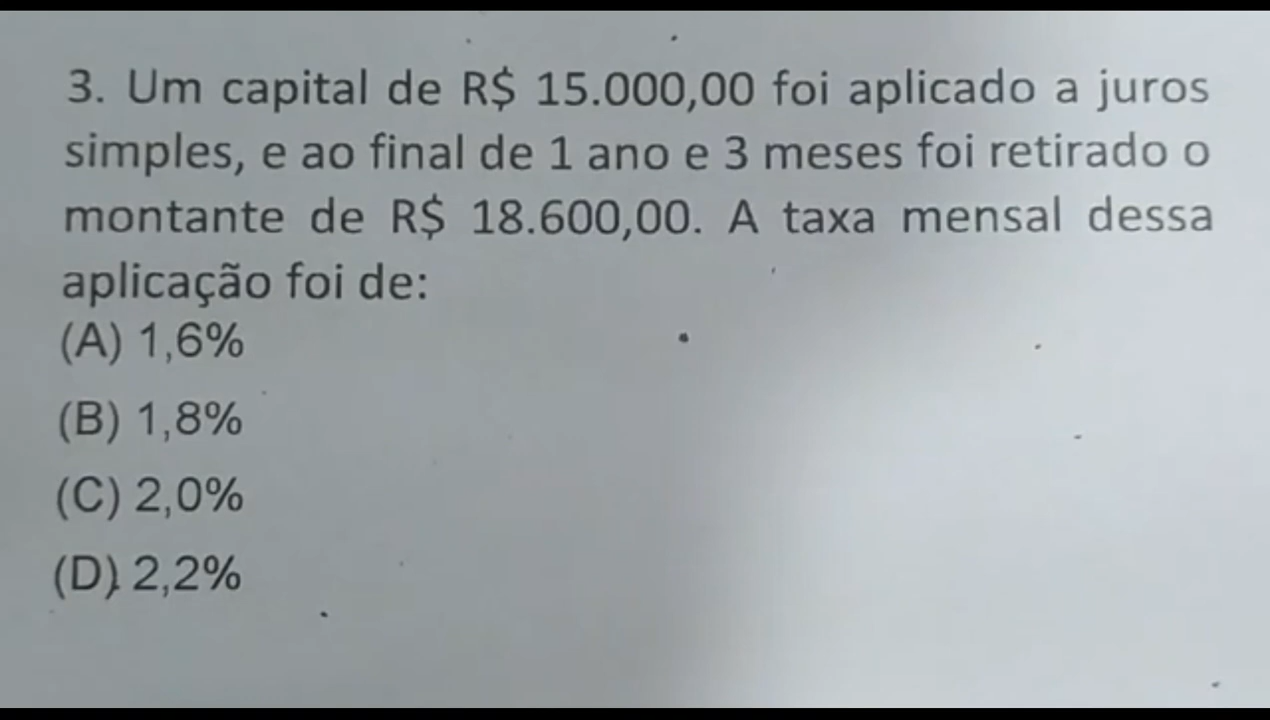 3. Um capital de R$ 15.000,00 foi aplicado a juros
simples, e ao final de 1 ano e 3 meses foi retirado o
montante de R$ 18.600,00. A taxa mensal dessa
aplicação foi de:
(A) 1,6%
(B) 1,8%
(C) 2,0%
(D) 2,2%